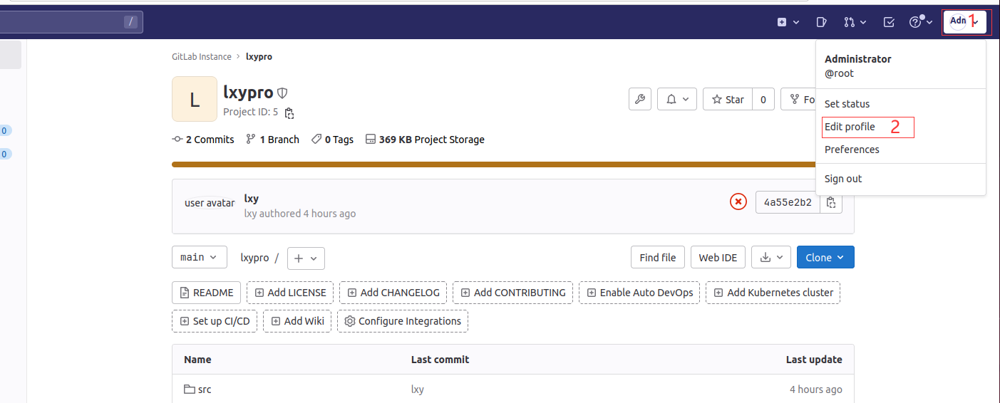 /
Adn 1
Administrator
@root
Set status
Edit profile 2
Preferences
Sign out
GitLab Instance › lxypro
L
lxypro
Project ID: 5
Star 0
Fo
0
0
2 Commits 1 Branch 0 Tags 369 KB Project Storage
user avatar
lxy
lxy authored 4 hours ago
4a55e2b2
main lxypro / + Find file Web IDE Clone
README Add LICENSE Add CHANGELOG Add CONTRIBUTING Enable Auto DevOps Add Kubernetes cluster
Set up CI/CD Add Wiki Configure Integrations
Name Last commit Last update
src lxy 4 hours ago